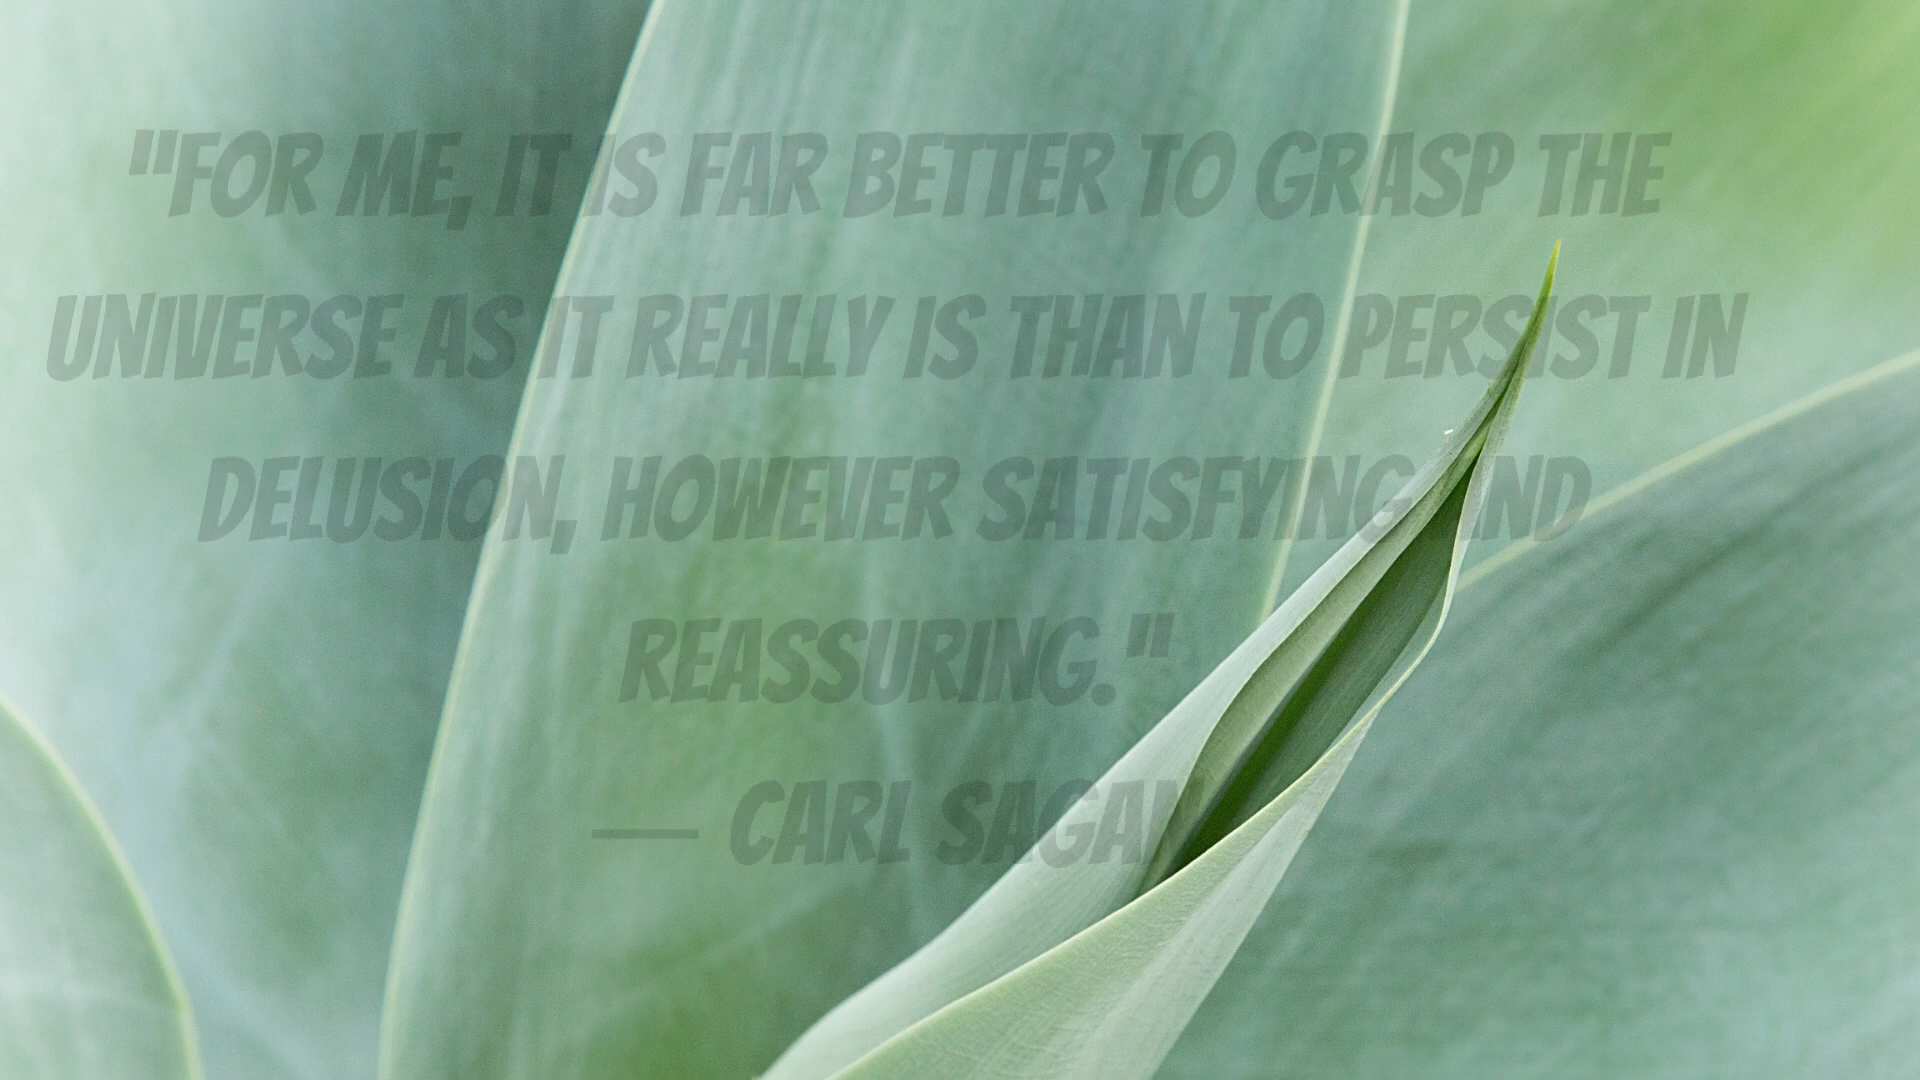 "FOR ME, IT IS FAR BETTER TO GRASP THE
UNIVERSE AS IT REALLY IS THAN TO PERSIST IN
DELUSION, HOWEVER SATISFYING AND
REASSURING."
— CARL SAGAN